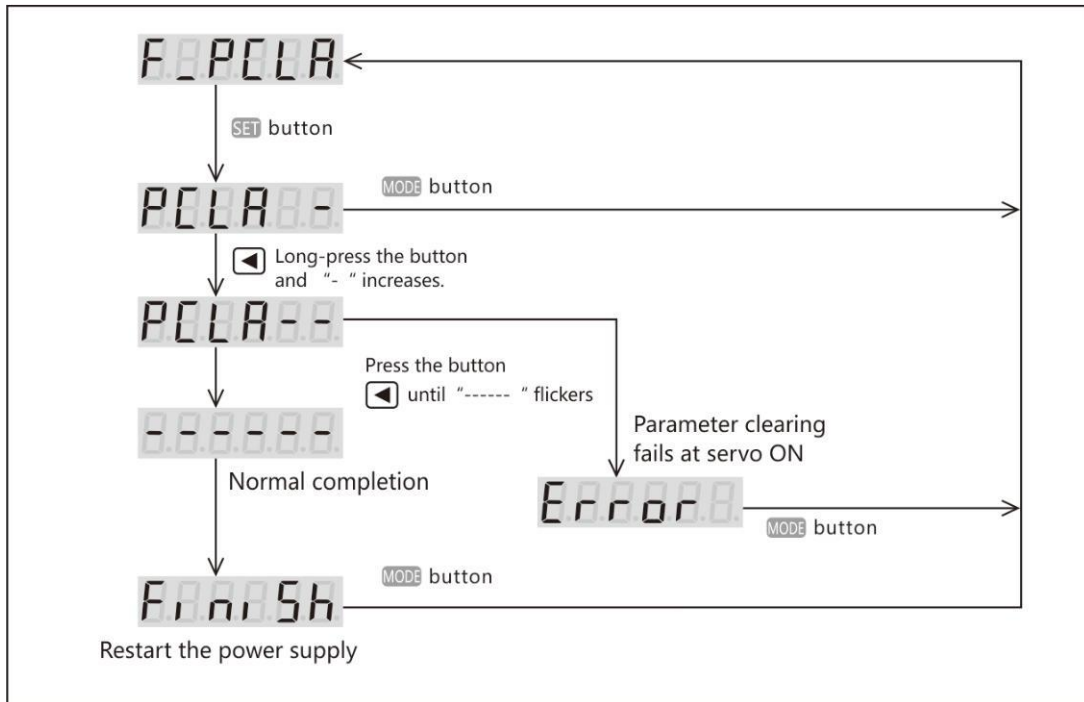 F_PCLA
SET button
PCLA -
MODE button
Long-press the button
and “- “ increases.
PCLA--
Press the button
until “------ “ flickers
------
Parameter clearing
fails at servo ON
Normal completion
Error
MODE button
FiniSh
MODE button
Restart the power supply